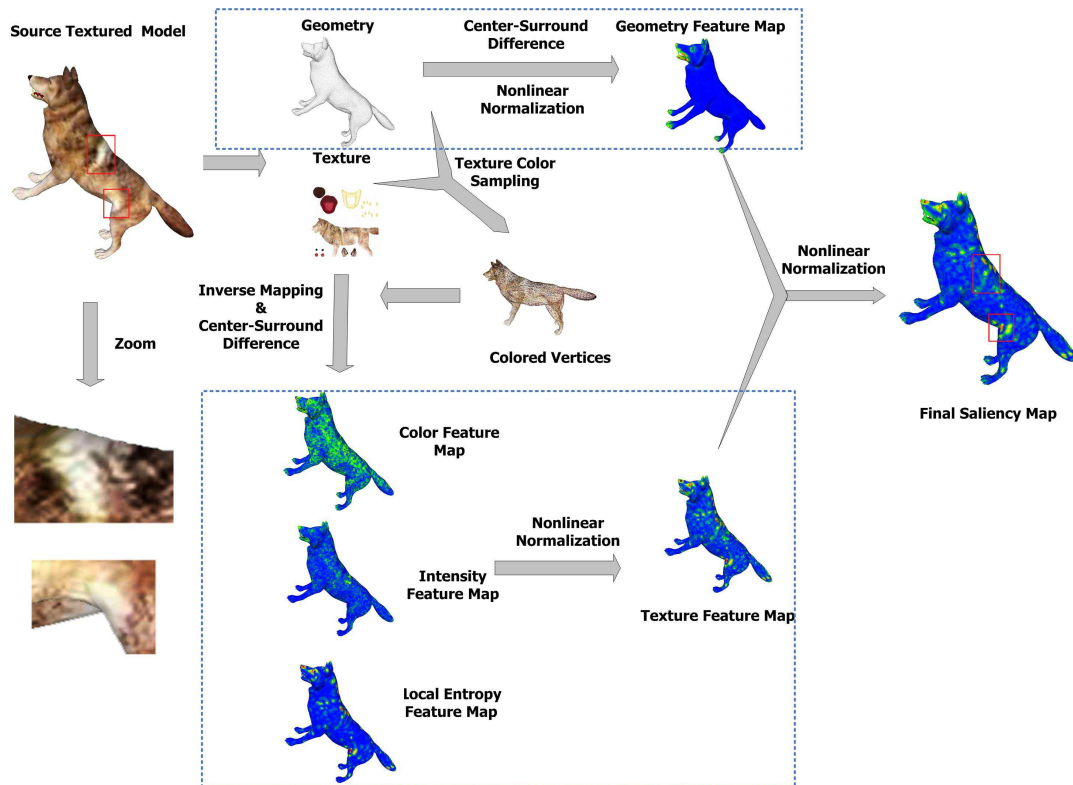 Source Textured Model
Geometry
Center-Surround
Difference
Nonlinear
Normalization
Geometry Feature Map
Texture
Texture Color
Sampling
Inverse Mapping
&
Center-Surround
Difference
Colored Vertices
Zoom
Nonlinear
Normalization
Final Saliency Map
Color Feature
Map
Intensity
Feature Map
Nonlinear
Normalization
Texture Feature Map
Local Entropy
Feature Map